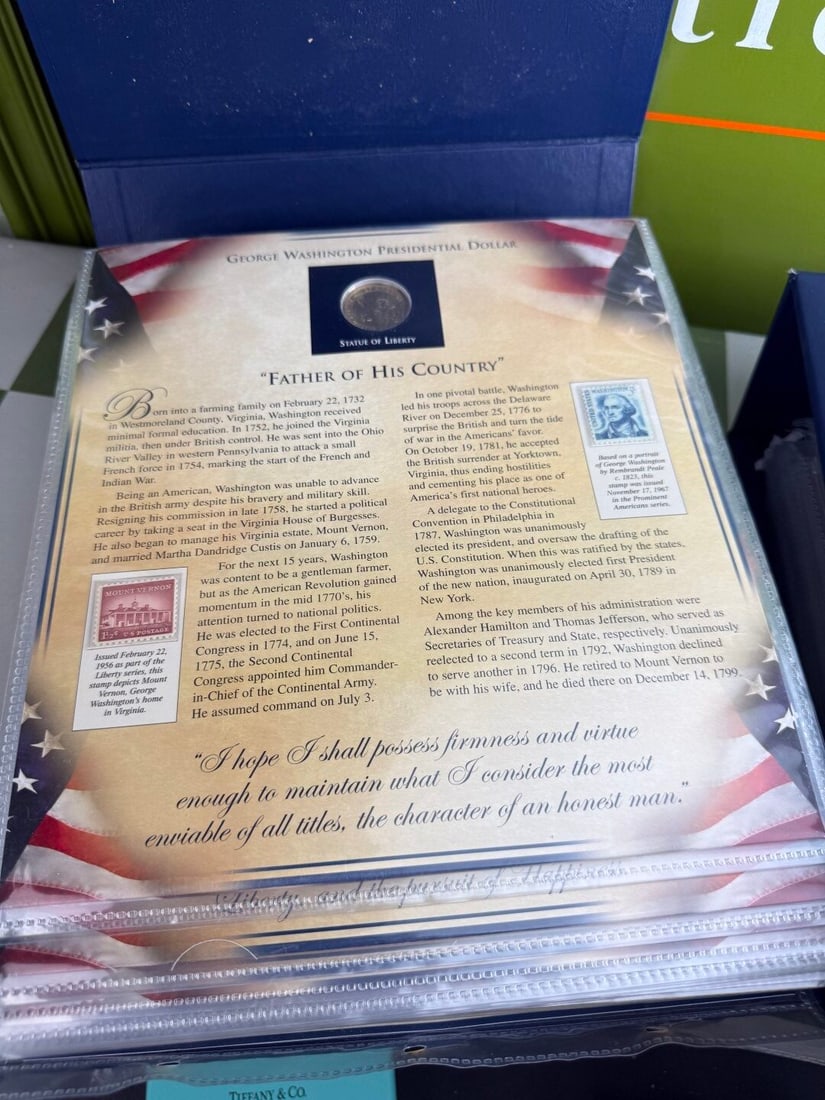 GEORGE WASHINGTON PRESIDENTIAL DOLLAR
STATUE OF LIBERTY
"FATHER OF HIS COUNTRY"
Born into a farming family on February 22, 1732
in Westmoreland County, Virginia, Washington received
minimal formal education. In 1752, he joined the Virginia
militia, then under British control. He was sent into the Ohio
River Valley in western Pennsylvania to attack a small
French force in 1754, marking the start of the French and
Indian War.
Being an American, Washington was unable to advance
in the British army despite his bravery and military skill.
Resigning his commission in late 1758, he started a political
career by taking a seat in the Virginia House of Burgesses.
He also began to manage his Virginia estate, Mount Vernon,
and married Martha Dandridge Custis on January 6, 1759.
For the next 15 years, Washington
was content to be a gentleman farmer,
but as the American Revolution gained
momentum in the mid 1770's, his
attention turned to national politics.
He was elected to the First Continental
Congress in 1774, and on June 15,
1775, the Second Continental
Congress appointed him Commander-
in-Chief of the Continental Army.
He assumed command on July 3.
MOUNT VERNON
1½¢ U.S. POSTAGE
Issued February 22,
1956 as part of the
Liberty series, this
stamp depicts Mount
Vernon, George
Washington's home
in Virginia.
In one pivotal battle, Washington
led his troops across the Delaware
River on December 25, 1776 to
surprise the British and turn the tide
of war in the Americans' favor.
On October 19, 1781, he accepted
the British surrender at Yorktown,
Virginia, thus ending hostilities
and cementing his place as one of
America's first national heroes.
A delegate to the Constitutional
Convention in Philadelphia in
1787, Washington was unanimously
elected its president, and oversaw the drafting of the
U.S. Constitution. When this was ratified by the states,
Washington was unanimously elected first President
of the new nation, inaugurated on April 30, 1789 in
New York.
Among the key members of his administration were
Alexander Hamilton and Thomas Jefferson, who served as
Secretaries of Treasury and State, respectively. Unanimously
reelected to a second term in 1792, Washington declined
to serve another in 1796. He retired to Mount Vernon to
be with his wife, and he died there on December 14, 1799.
WASHINGTON
UNITED STATES
Based on a portrait
of George Washington
by Rembrandt Peale
c. 1823, this
stamp was issued
November 17, 1967
in the Prominent
Americans series.
"I hope I shall possess firmness and virtue
enough to maintain what I consider the most
enviable of all titles, the character of an honest man."
"Liberty, and the pursuit of Happiness
TIFFANY & CO.